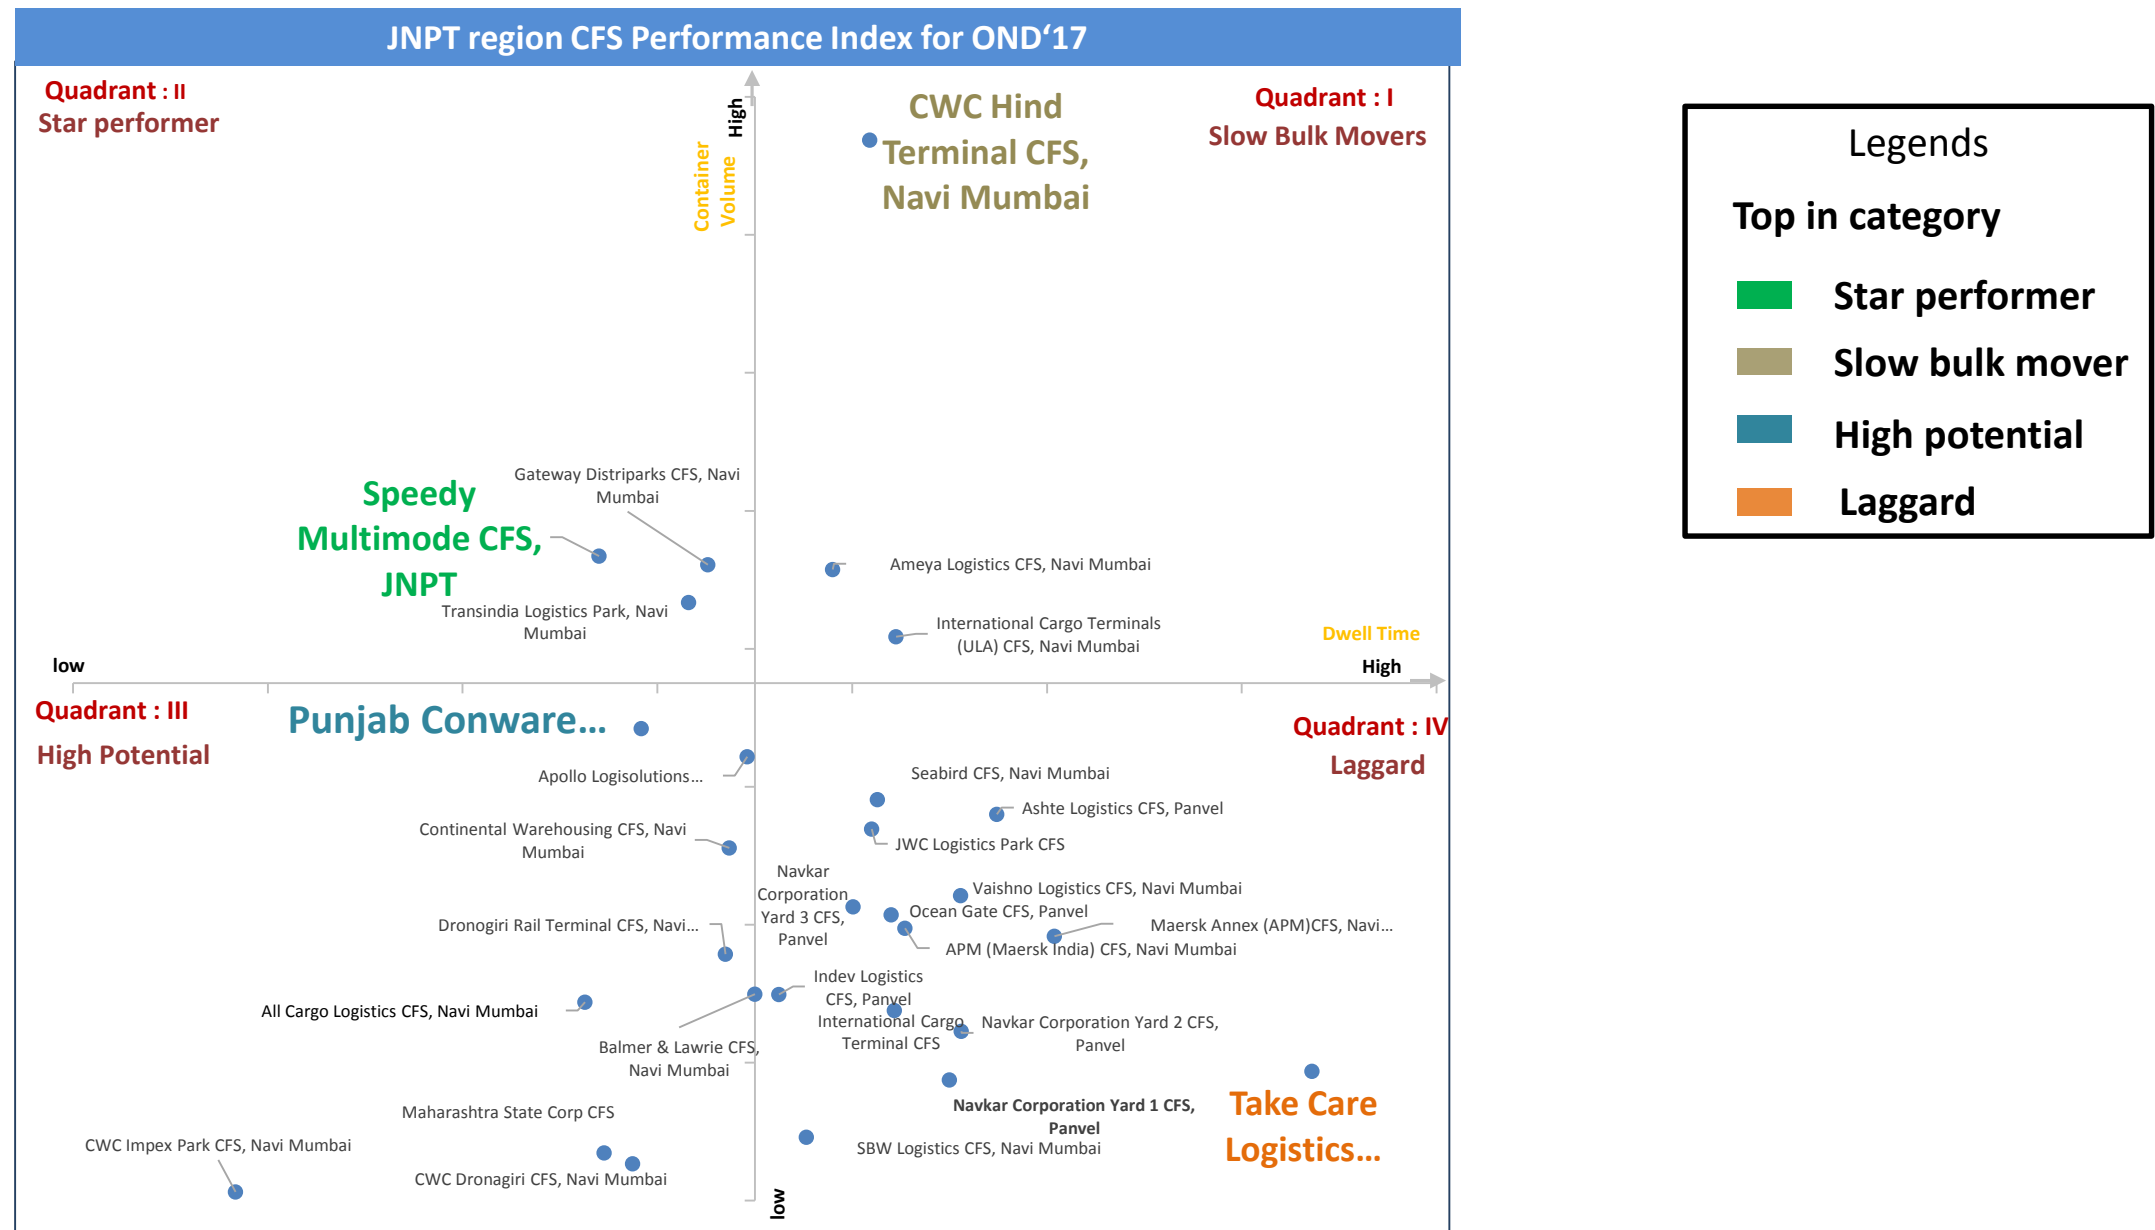 JNPT region CFS Performance Index for OND‘17
Quadrant : II
Star performer
High
Container
Volume
CWC Hind
Terminal CFS,
Navi Mumbai
Quadrant : I
Slow Bulk Movers
Legends
Top in category
Star performer
Slow bulk mover
High potential
Laggard
Gateway Distriparks CFS, Navi
Mumbai
Speedy
Multimode CFS,
JNPT
Transindia Logistics Park, Navi
Mumbai
Ameya Logistics CFS, Navi Mumbai
International Cargo Terminals
(ULA) CFS, Navi Mumbai
Dwell Time
High
low
Quadrant : III
High Potential
Punjab Conware...
Quadrant : IV
Laggard
Apollo Logisolutions...
Seabird CFS, Navi Mumbai
Ashte Logistics CFS, Panvel
JWC Logistics Park CFS
Continental Warehousing CFS, Navi
Mumbai
Navkar
Corporation
Yard 3 CFS,
Panvel
Vaishno Logistics CFS, Navi Mumbai
Ocean Gate CFS, Panvel
Maersk Annex (APM)CFS, Navi...
APM (Maersk India) CFS, Navi Mumbai
Dronogiri Rail Terminal CFS, Navi...
Indev Logistics
CFS, Panvel
International Cargo
Terminal CFS
All Cargo Logistics CFS, Navi Mumbai
Navkar Corporation Yard 2 CFS,
Panvel
Balmer & Lawrie CFS,
Navi Mumbai
Navkar Corporation Yard 1 CFS,
Panvel
Take Care
Logistics...
Maharashtra State Corp CFS
SBW Logistics CFS, Navi Mumbai
CWC Impex Park CFS, Navi Mumbai
CWC Dronagiri CFS, Navi Mumbai
low